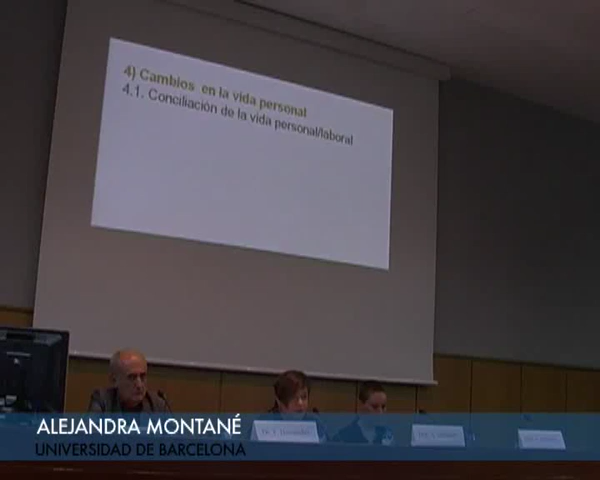 4) Cambios en la vida personal
4.1. Conciliación de la vida personal/laboral
ALEJANDRA MONTANÉ
UNIVERSIDAD DE BARCELONA